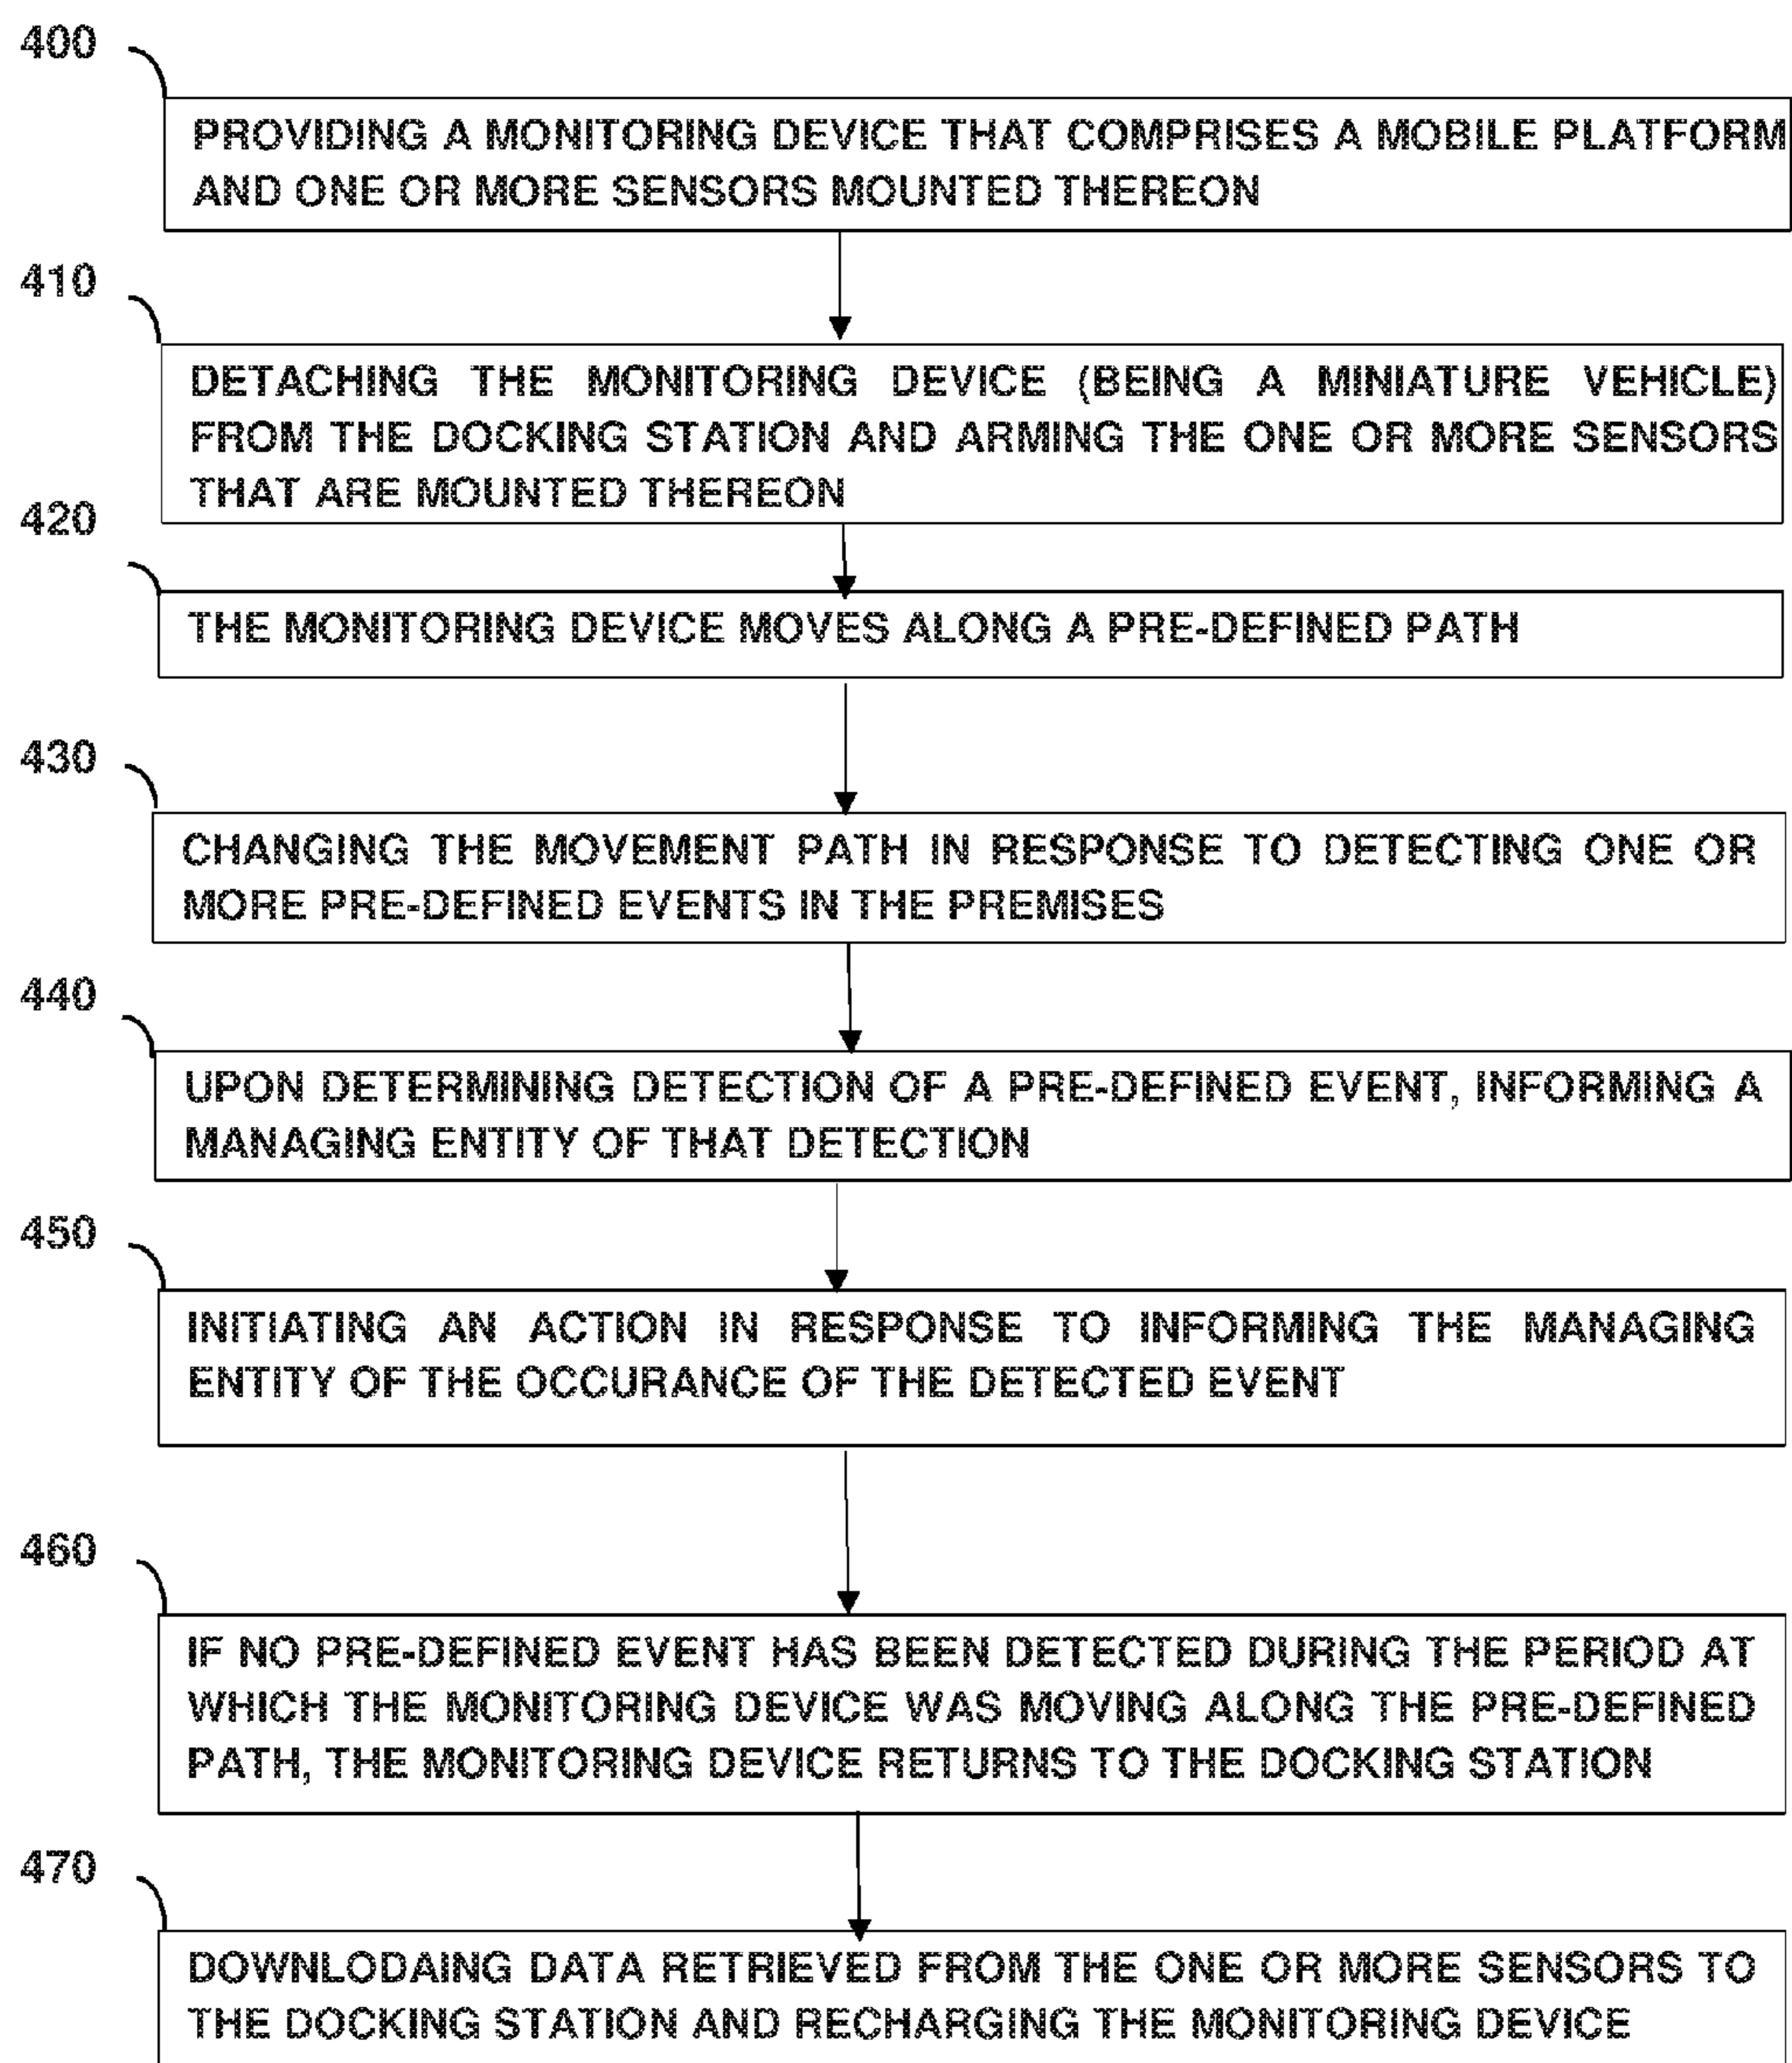 400
PROVIDING A MONITORING DEVICE THAT COMPRISES A MOBILE PLATFORM
AND ONE OR MORE SENSORS MOUNTED THEREON
410
DETACHING THE MONITORING DEVICE (BEING A MINIATURE VEHICLE)
FROM THE DOCKING STATION AND ARMING THE ONE OR MORE SENSORS
THAT ARE MOUNTED THEREON
420
THE MONITORING DEVICE MOVES ALONG A PRE-DEFINED PATH
430
CHANGING THE MOVEMENT PATH IN RESPONSE TO DETECTING ONE OR
MORE PRE-DEFINED EVENTS IN THE PREMISES
440
UPON DETERMINING DETECTION OF A PRE-DEFINED EVENT, INFORMING A
MANAGING ENTITY OF THAT DETECTION
450
INITIATING AN ACTION IN RESPONSE TO INFORMING THE MANAGING
ENTITY OF THE OCCURANCE OF THE DETECTED EVENT
460
IF NO PRE-DEFINED EVENT HAS BEEN DETECTED DURING THE PERIOD AT
WHICH THE MONITORING DEVICE WAS MOVING ALONG THE PRE-DEFINED
PATH, THE MONITORING DEVICE RETURNS TO THE DOCKING STATION
470
DOWNLODAING DATA RETRIEVED FROM THE ONE OR MORE SENSORS TO
THE DOCKING STATION AND RECHARGING THE MONITORING DEVICE